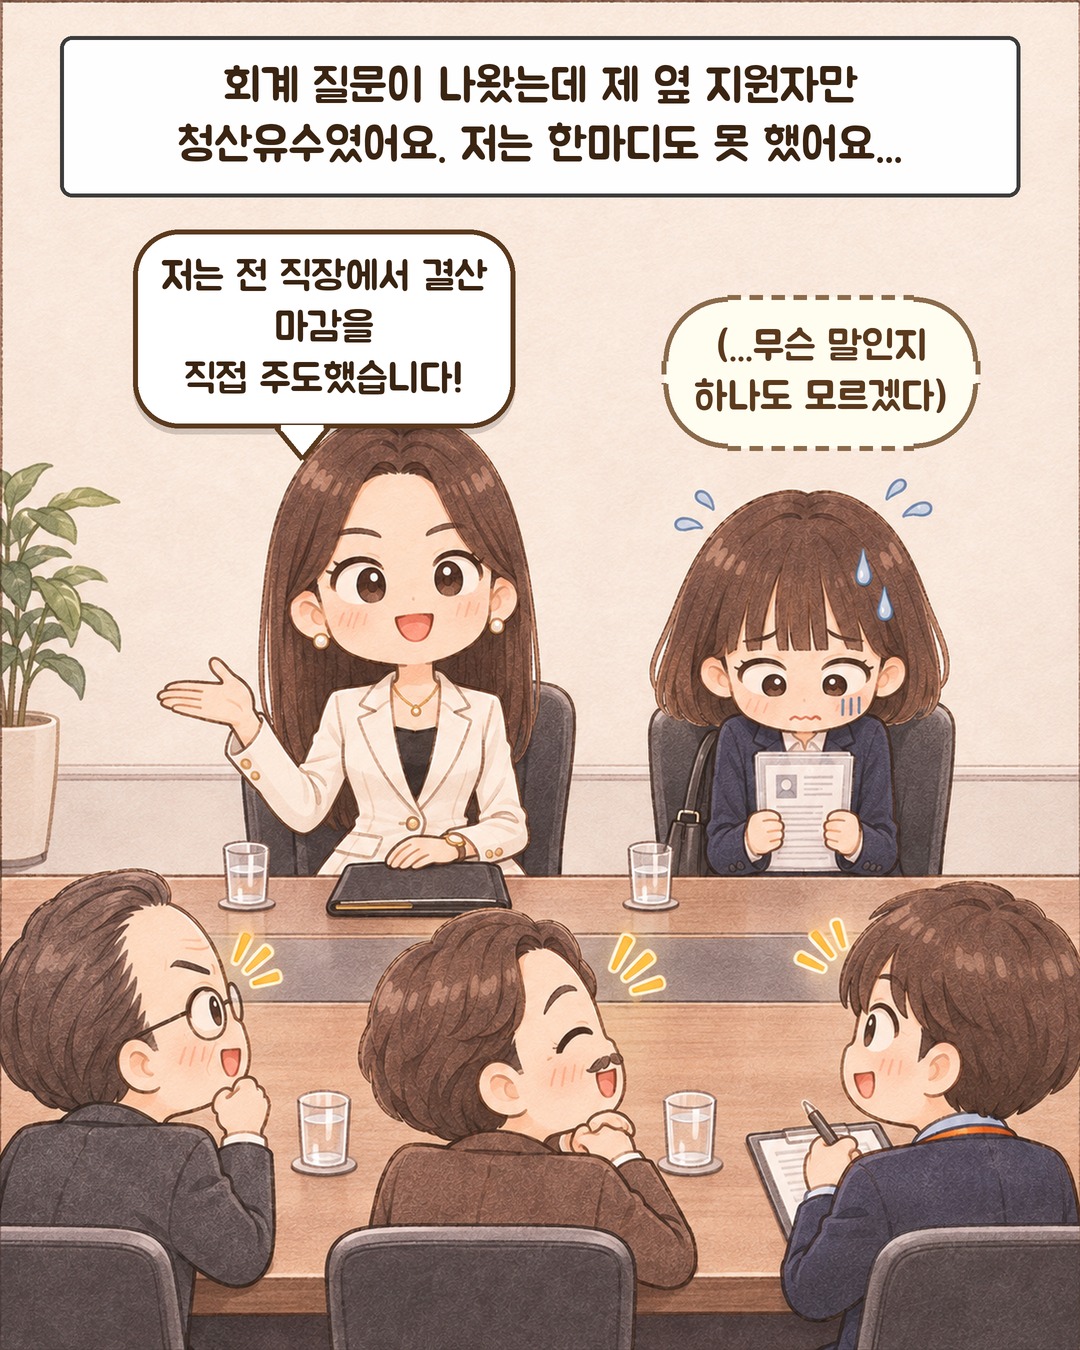 회계 질문이 나왔는데 제 옆 지원자만
청산유수였어요. 저는 한마디도 못 했어요...
저는 전 직장에서 결산
마감을
직접 주도했습니다!
(...무슨 말인지
하나도 모르겠다)